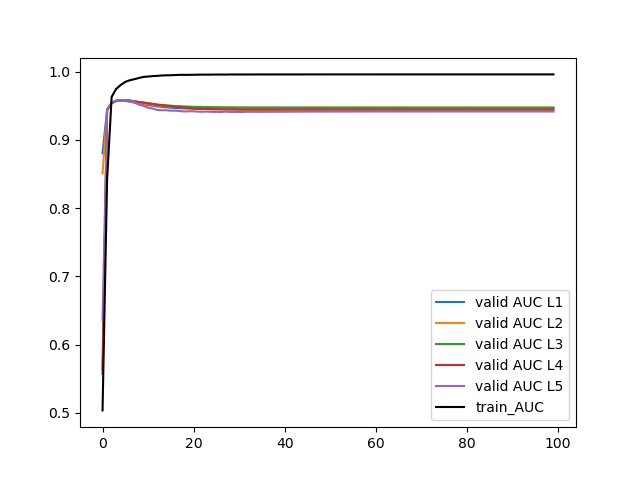 1.0
0.9
0.8
0.7
0.6
0.5
0
20
40
60
80
100
valid AUC L1
valid AUC L2
valid AUC L3
valid AUC L4
valid AUC L5
train_AUC